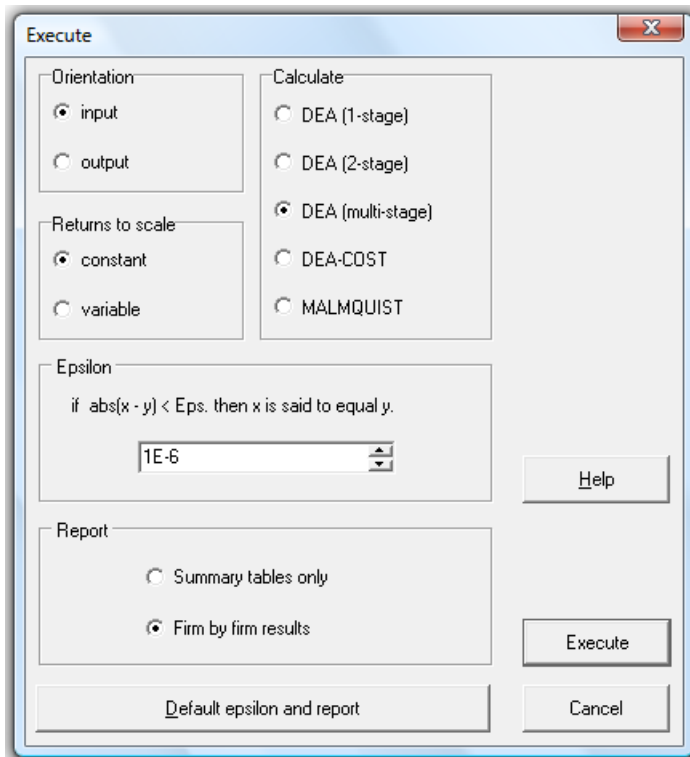 Execute
Orientation
input
output
Returns to scale
constant
variable
Calculate
DEA (1-stage)
DEA (2-stage)
DEA (multi-stage)
DEA-COST
MALMQUIST
Epsilon
if abs(x - y) < Eps. then x is said to equal y.
1E-6
Help
Report
Summary tables only
Firm by firm results
Execute
Default epsilon and report
Cancel